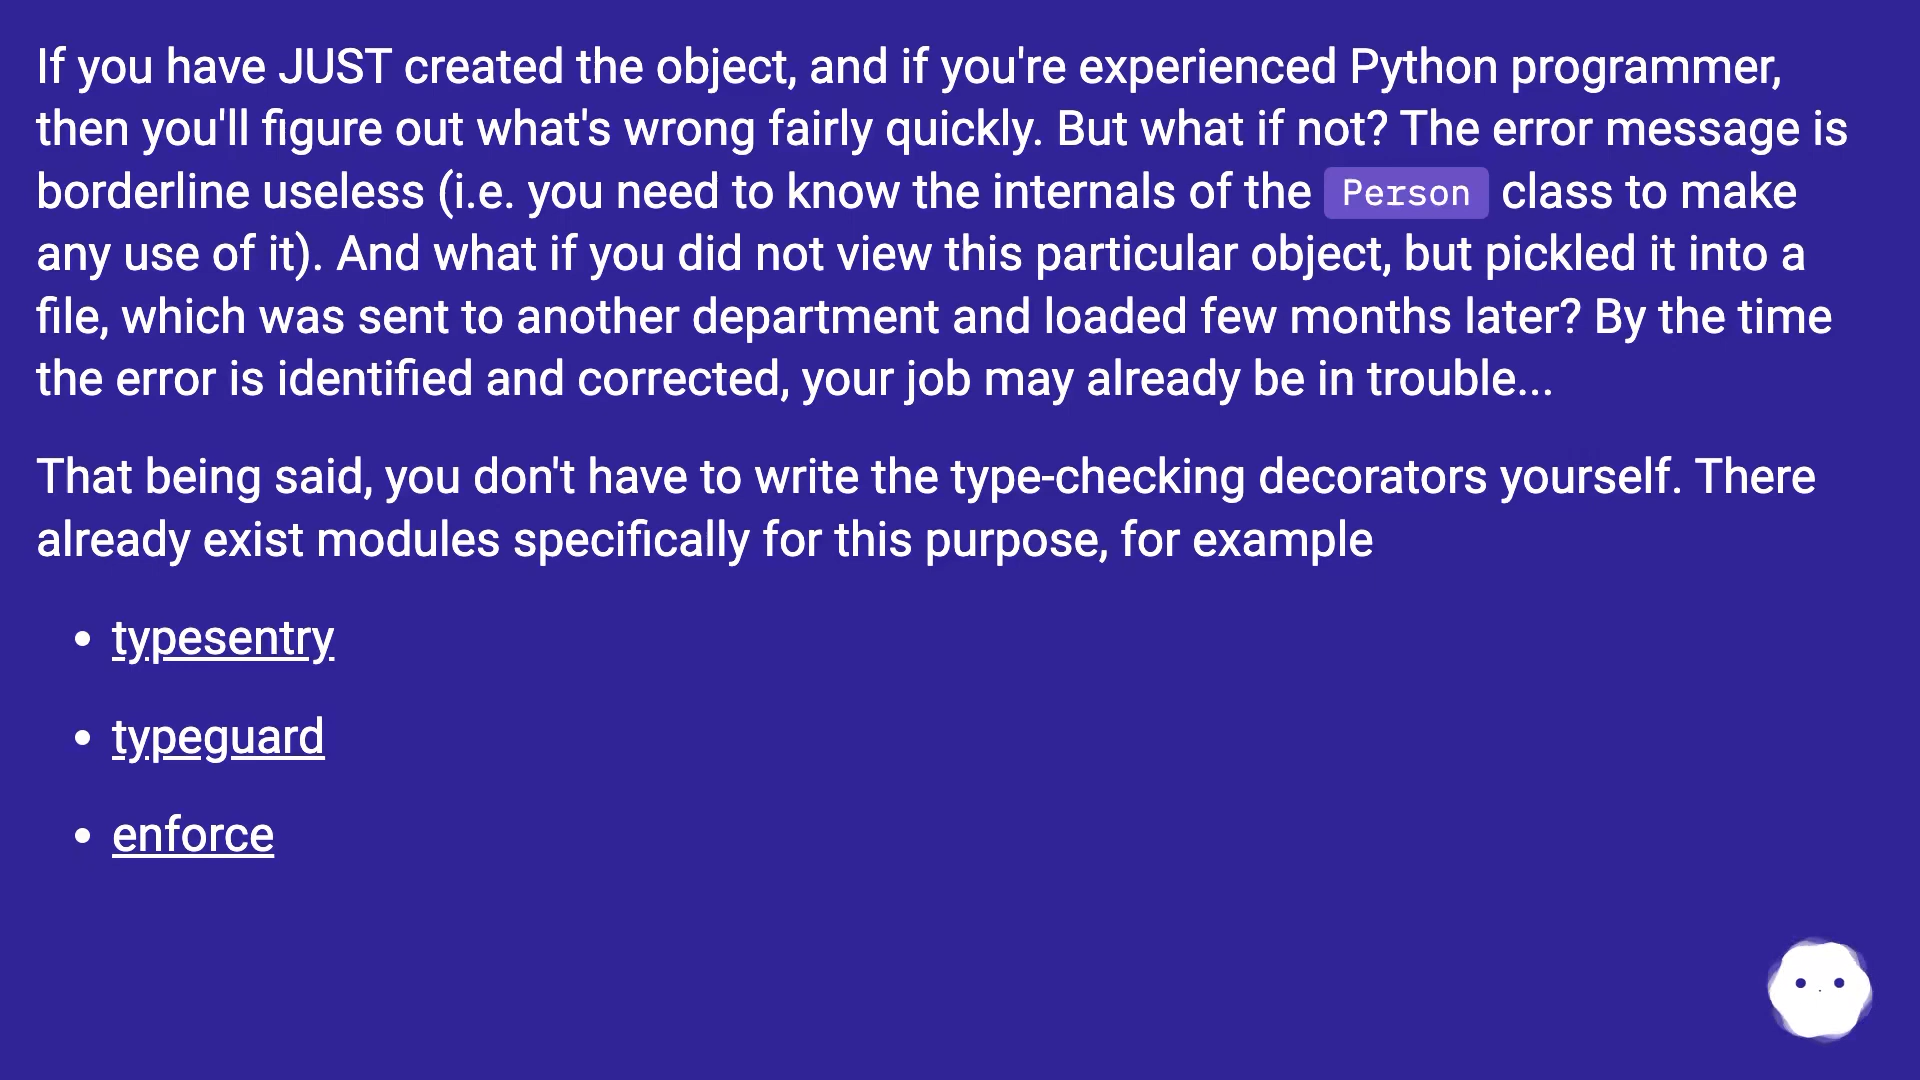 If you have JUST created the object, and if you're experienced Python programmer,
then you'll figure out what's wrong fairly quickly. But what if not? The error message is
borderline useless (i.e. you need to know the internals of the Person class to make
any use of it). And what if you did not view this particular object, but pickled it into a
file, which was sent to another department and loaded few months later? By the time
the error is identified and corrected, your job may already be in trouble...
That being said, you don't have to write the type-checking decorators yourself. There
already exist modules specifically for this purpose, for example
• typesentry
• typeguard
• enforce